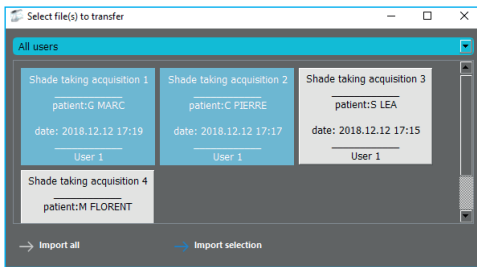 Select file(s) to transfer
All users
Shade taking acquisition 1
patient:G MARC
date: 2018.12.12 17:19
User 1
Shade taking acquisition 2
patient:C PIERRE
date: 2018.12.12 17:17
User 1
Shade taking acquisition 3
patient:S LEA
date: 2018.12.12 17:15
User 1
Shade taking acquisition 4
patient:M FLORENT
Import all
Import selection